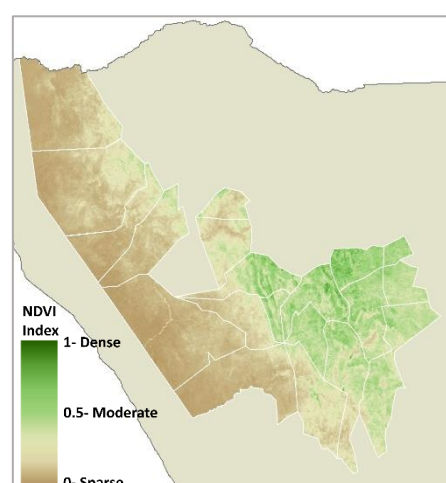 NDVI
Index
1- Dense
0.5- Moderate
0- Sparse